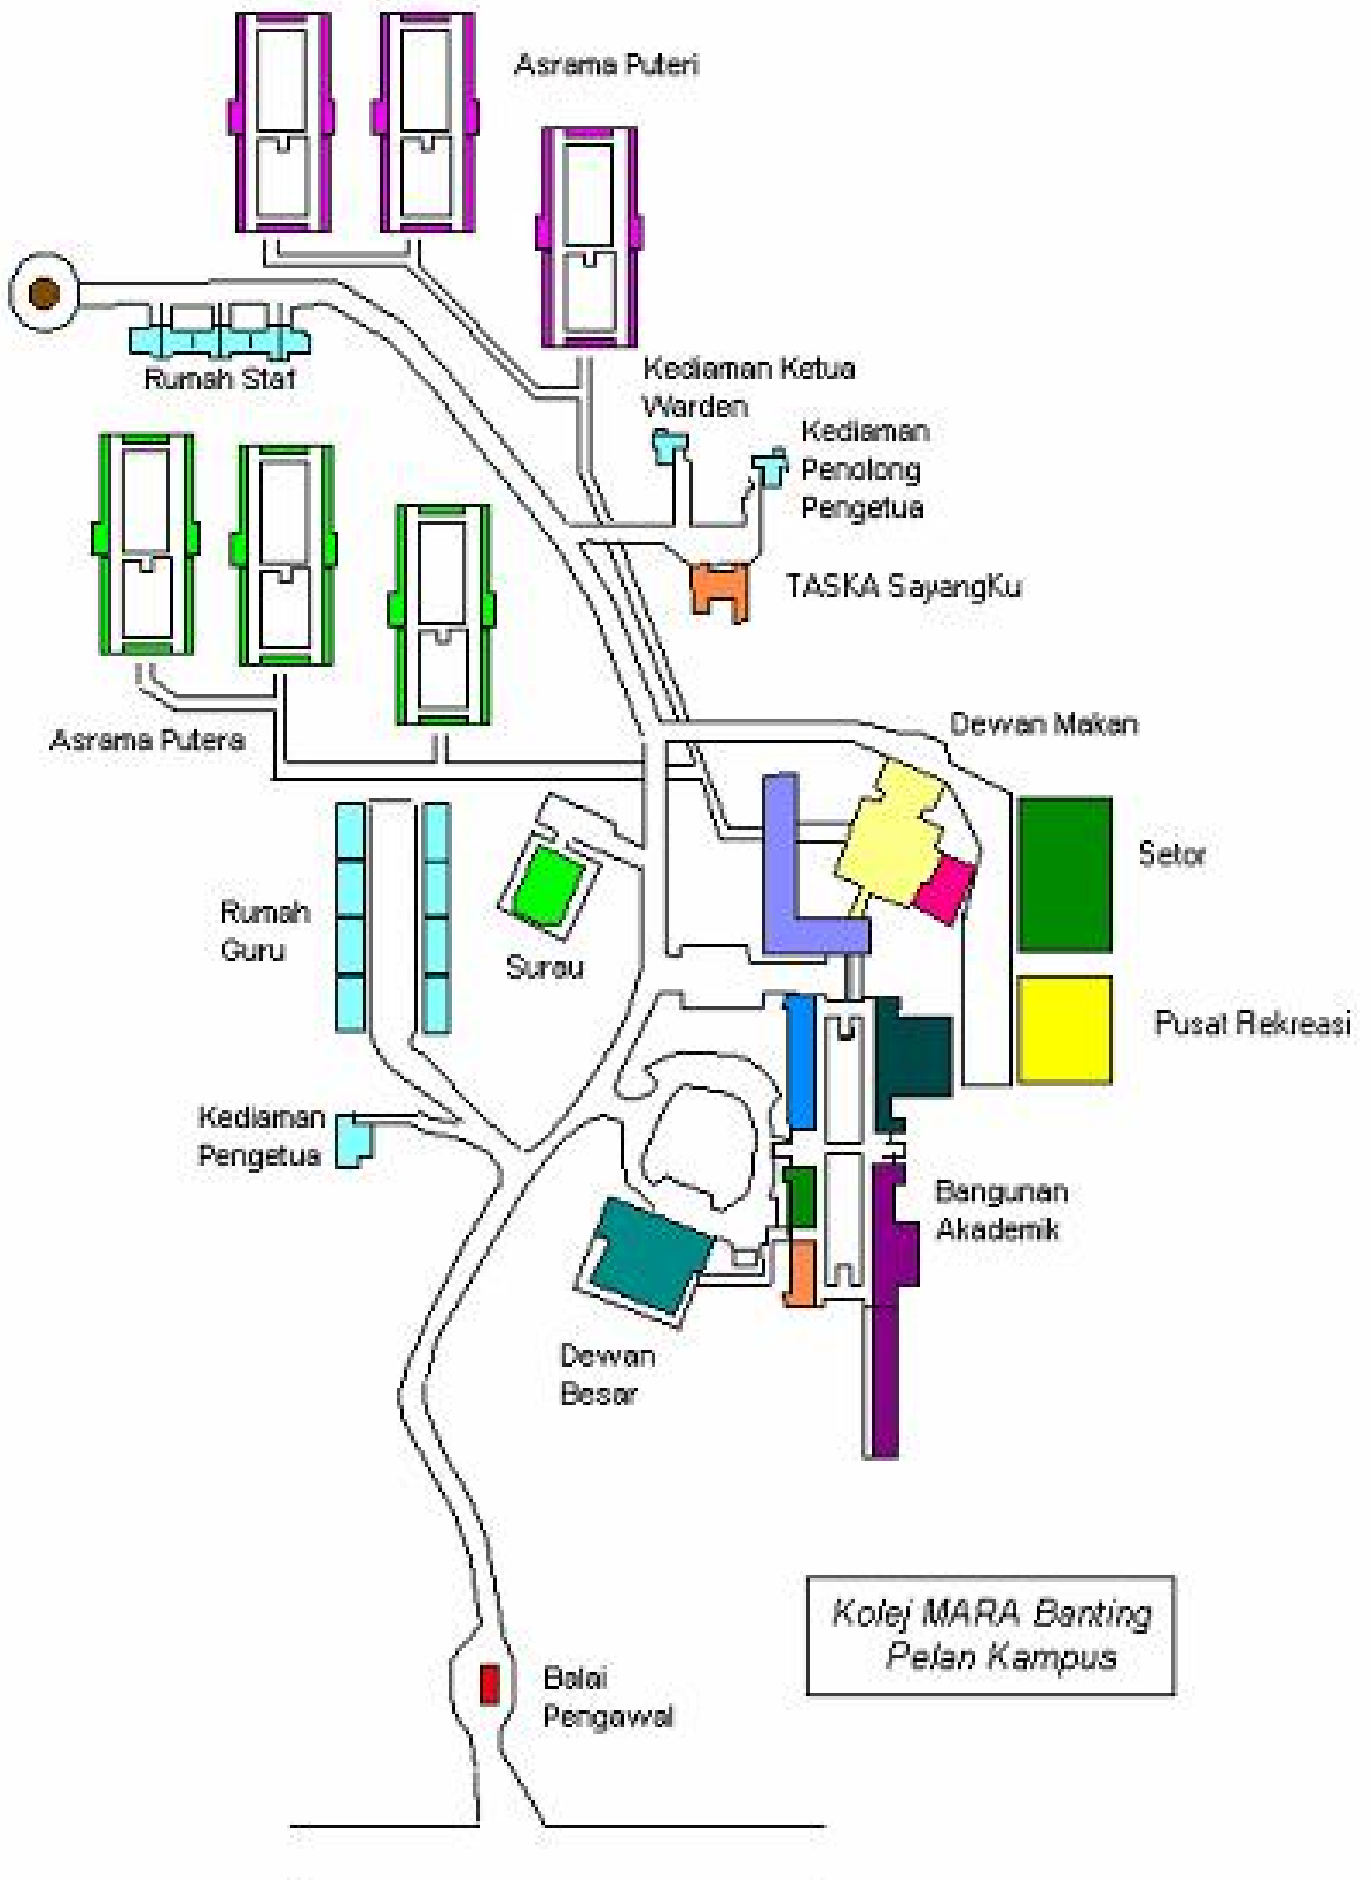 Asrama Puteri
Rumah Staf
Kediaman Ketua
Warden
Kediaman
Penolong
Pengetua
TASKA SayangKu
Asrama Putera
Dewan Makan
Setor
Rumah
Guru
Surau
Pusat Rekreasi
Kediaman
Pengetua
Bangunan
Akademik
Dewan
Besar
Kolej MARA Banting
Pelan Kampus
Balai
Pengawal